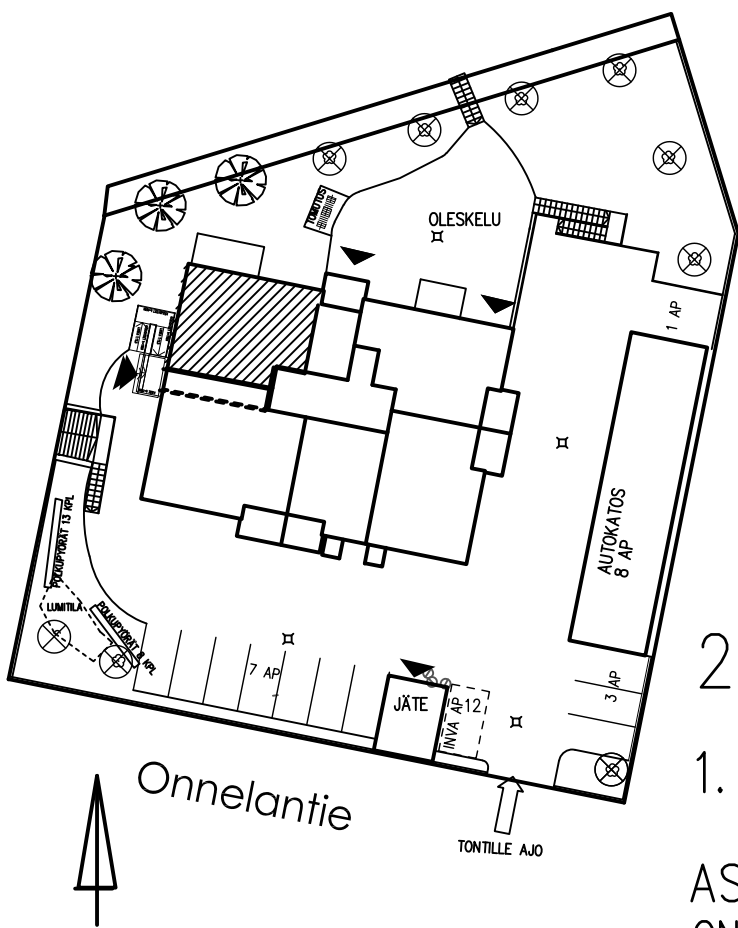 TOMUTUS
OLESKELU
1 AP
AUTOKATOS
8 AP
POLKUPYÖRÄT 13 KPL
LUMITILA
POLKUPYÖRÄT 8 KPL
7 AP
JÄTE
INVA AP 12
3 AP
2
1.
Onnelantie
TONTILLE AJO
AS